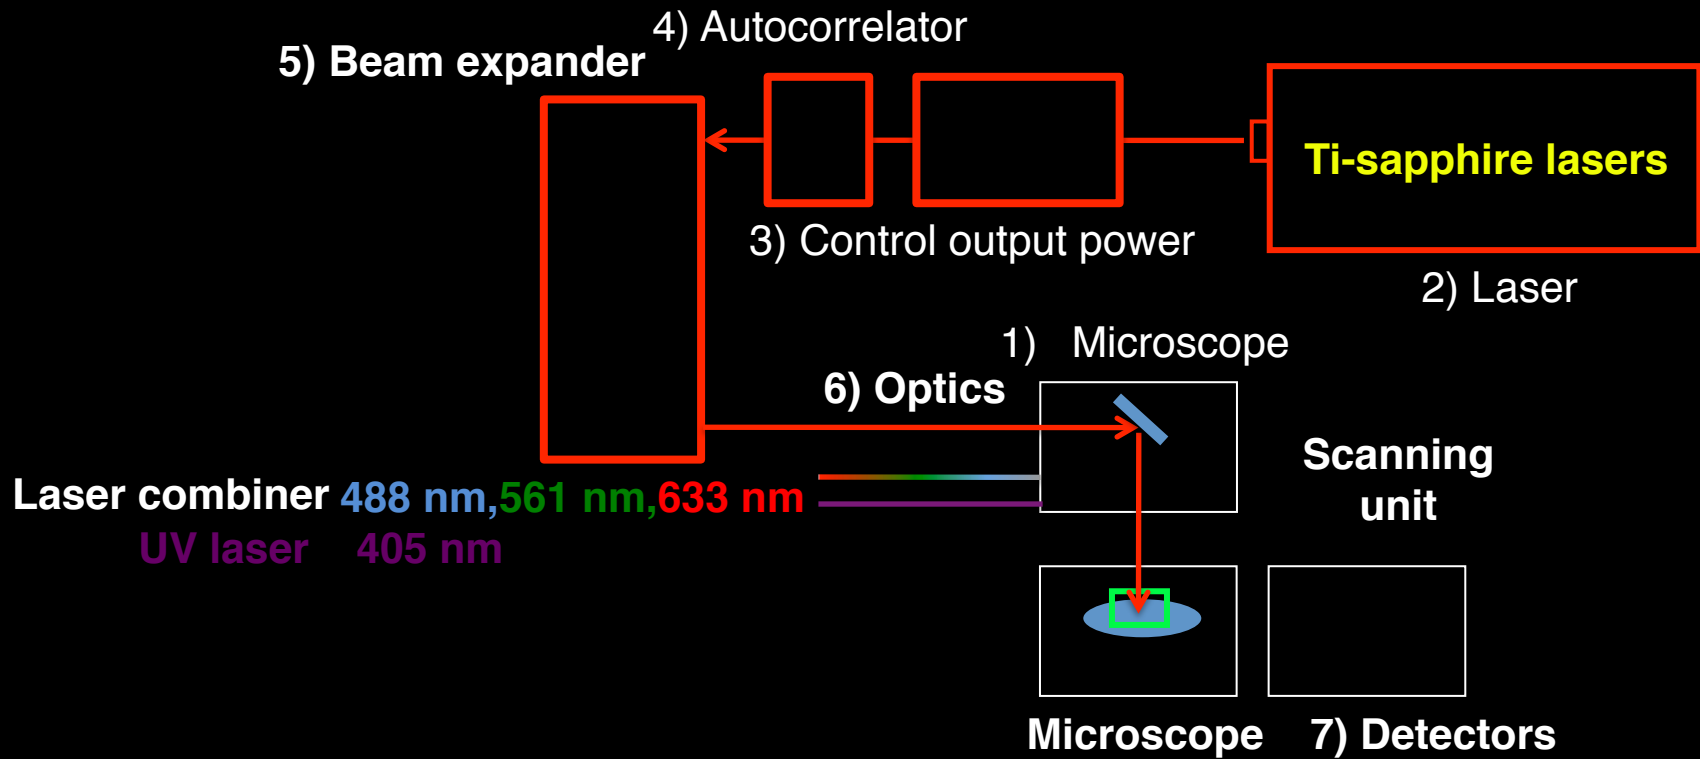 4) Autocorrelator
5) Beam expander
Ti-sapphire lasers
3) Control output power
2) Laser
1) Microscope
6) Optics
Scanning
unit
Laser combiner 488 nm,561 nm,633 nm
UV laser 405 nm
Microscope
7) Detectors